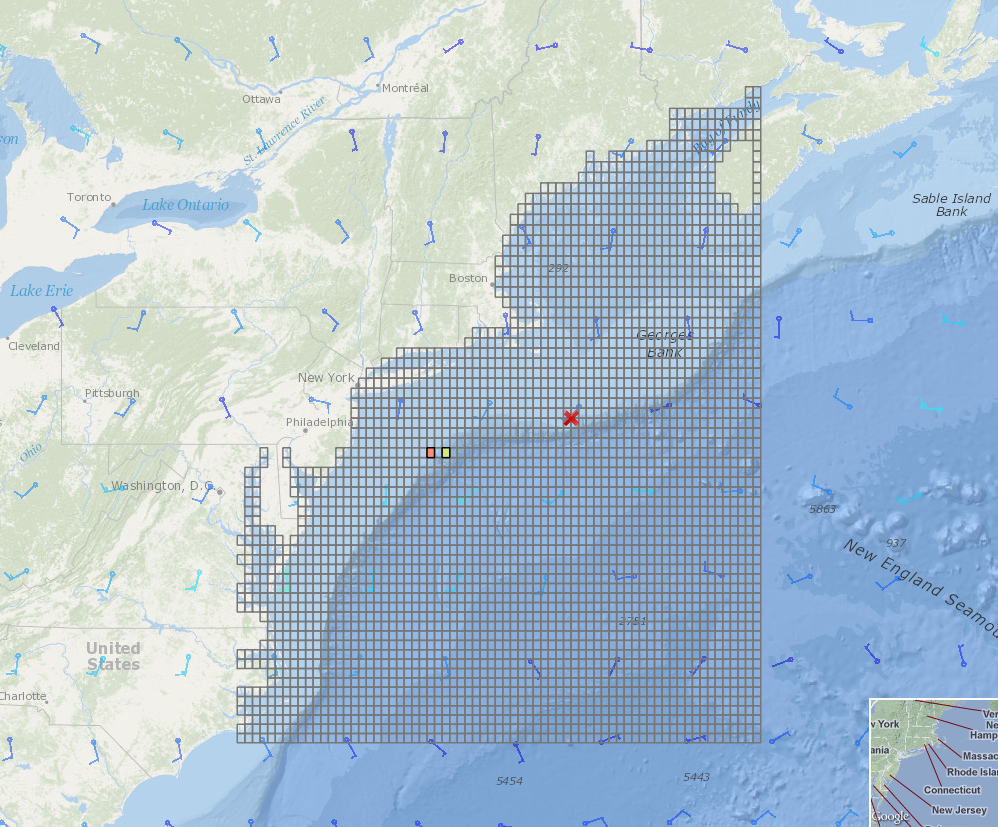 Montréal
Ottawa
St. Lawrence River
Bay of Fundy
Toronto
Lake Ontario
Sable Island
Bank
292
Boston
Lake Erie
Georges
Bank
Cleveland
New York
Pittsburgh
Philadelphia
Ohio
Washington, D.C.
5863
937
New England Seamou
2751
United
States
Charlotte
5454
5443
w York
Ver
Ne
Hamp
ania
Massac
Rhode Islan
Connecticut
New Jersey
Google